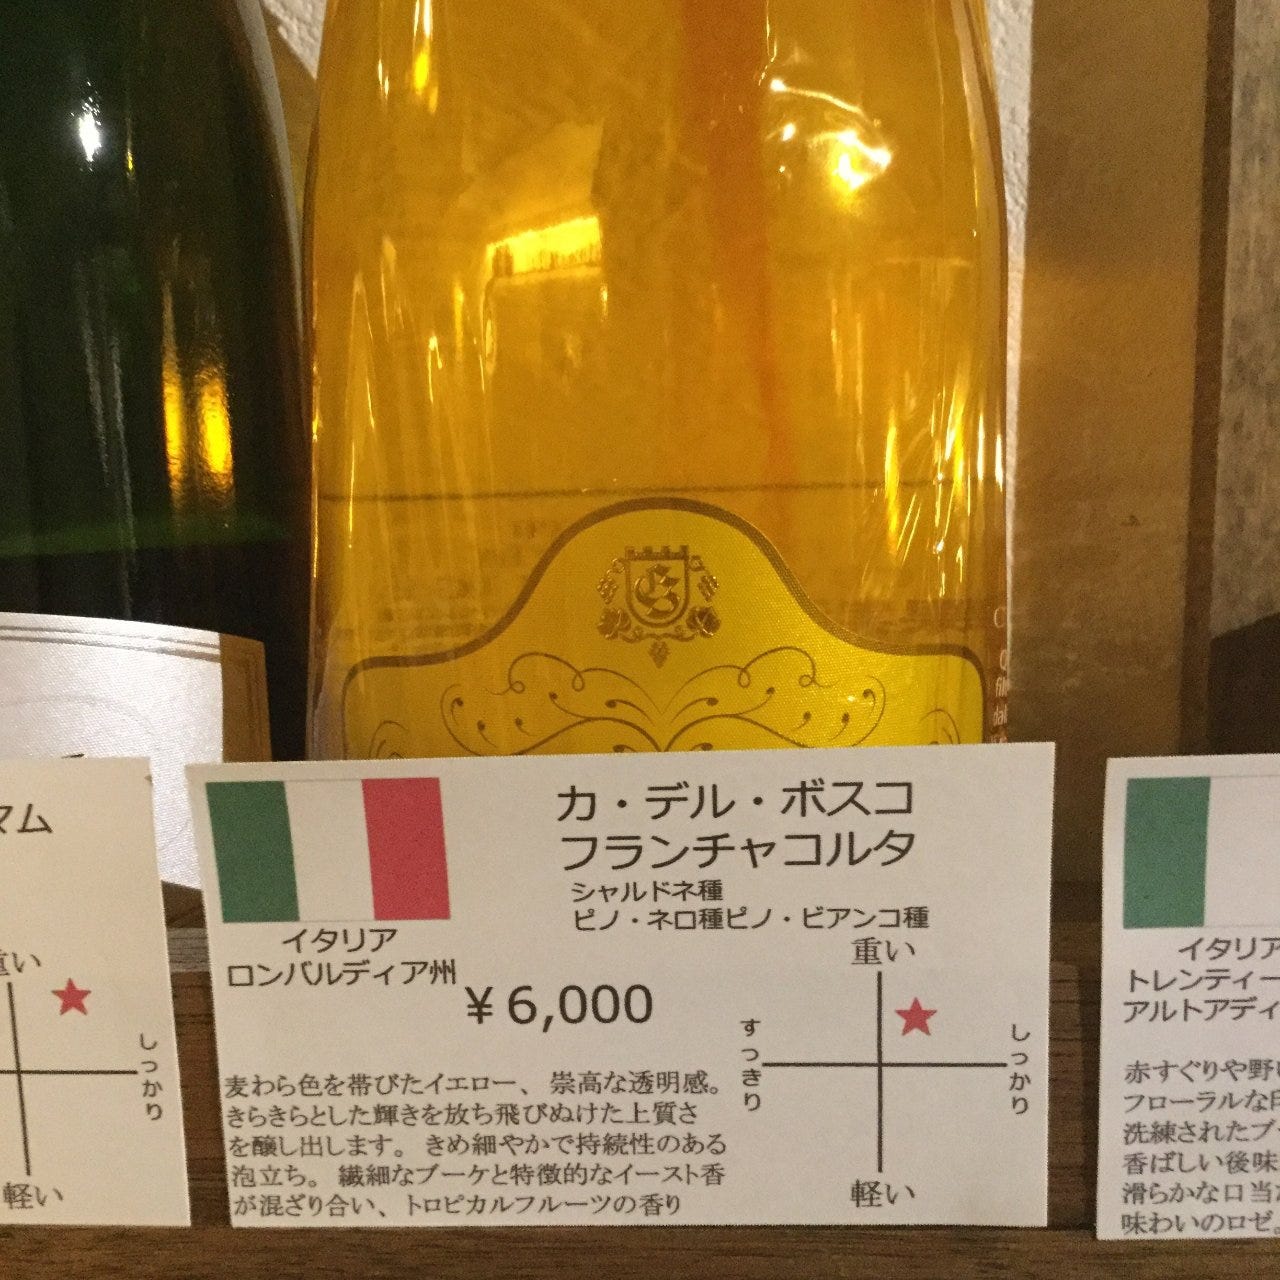 カ・デル・ボスコ
フランチャコルタ
シャルドネ種
ピノ・ネロ種ピノ・ビアンコ種
イタリア
ロンバルディア州
¥6,000
重い
すっきり
しっかり
軽い
麦わら色を帯びたイエロー、崇高な透明感。
きらきらとした輝きを放ち飛びぬけた上質さ
を醸し出します。きめ細やかで持続性のある
泡立ち。繊細なブーケと特徴的なイースト香
が混ざり合い、トロピカルフルーツの香り
マム
重い
しっかり
軽い
イタリア
トレンティー
アルトアディ
赤すぐりや野
フローラルな
洗練されたブ
香ばしい後味
滑らかな口当
味わいのロゼ。